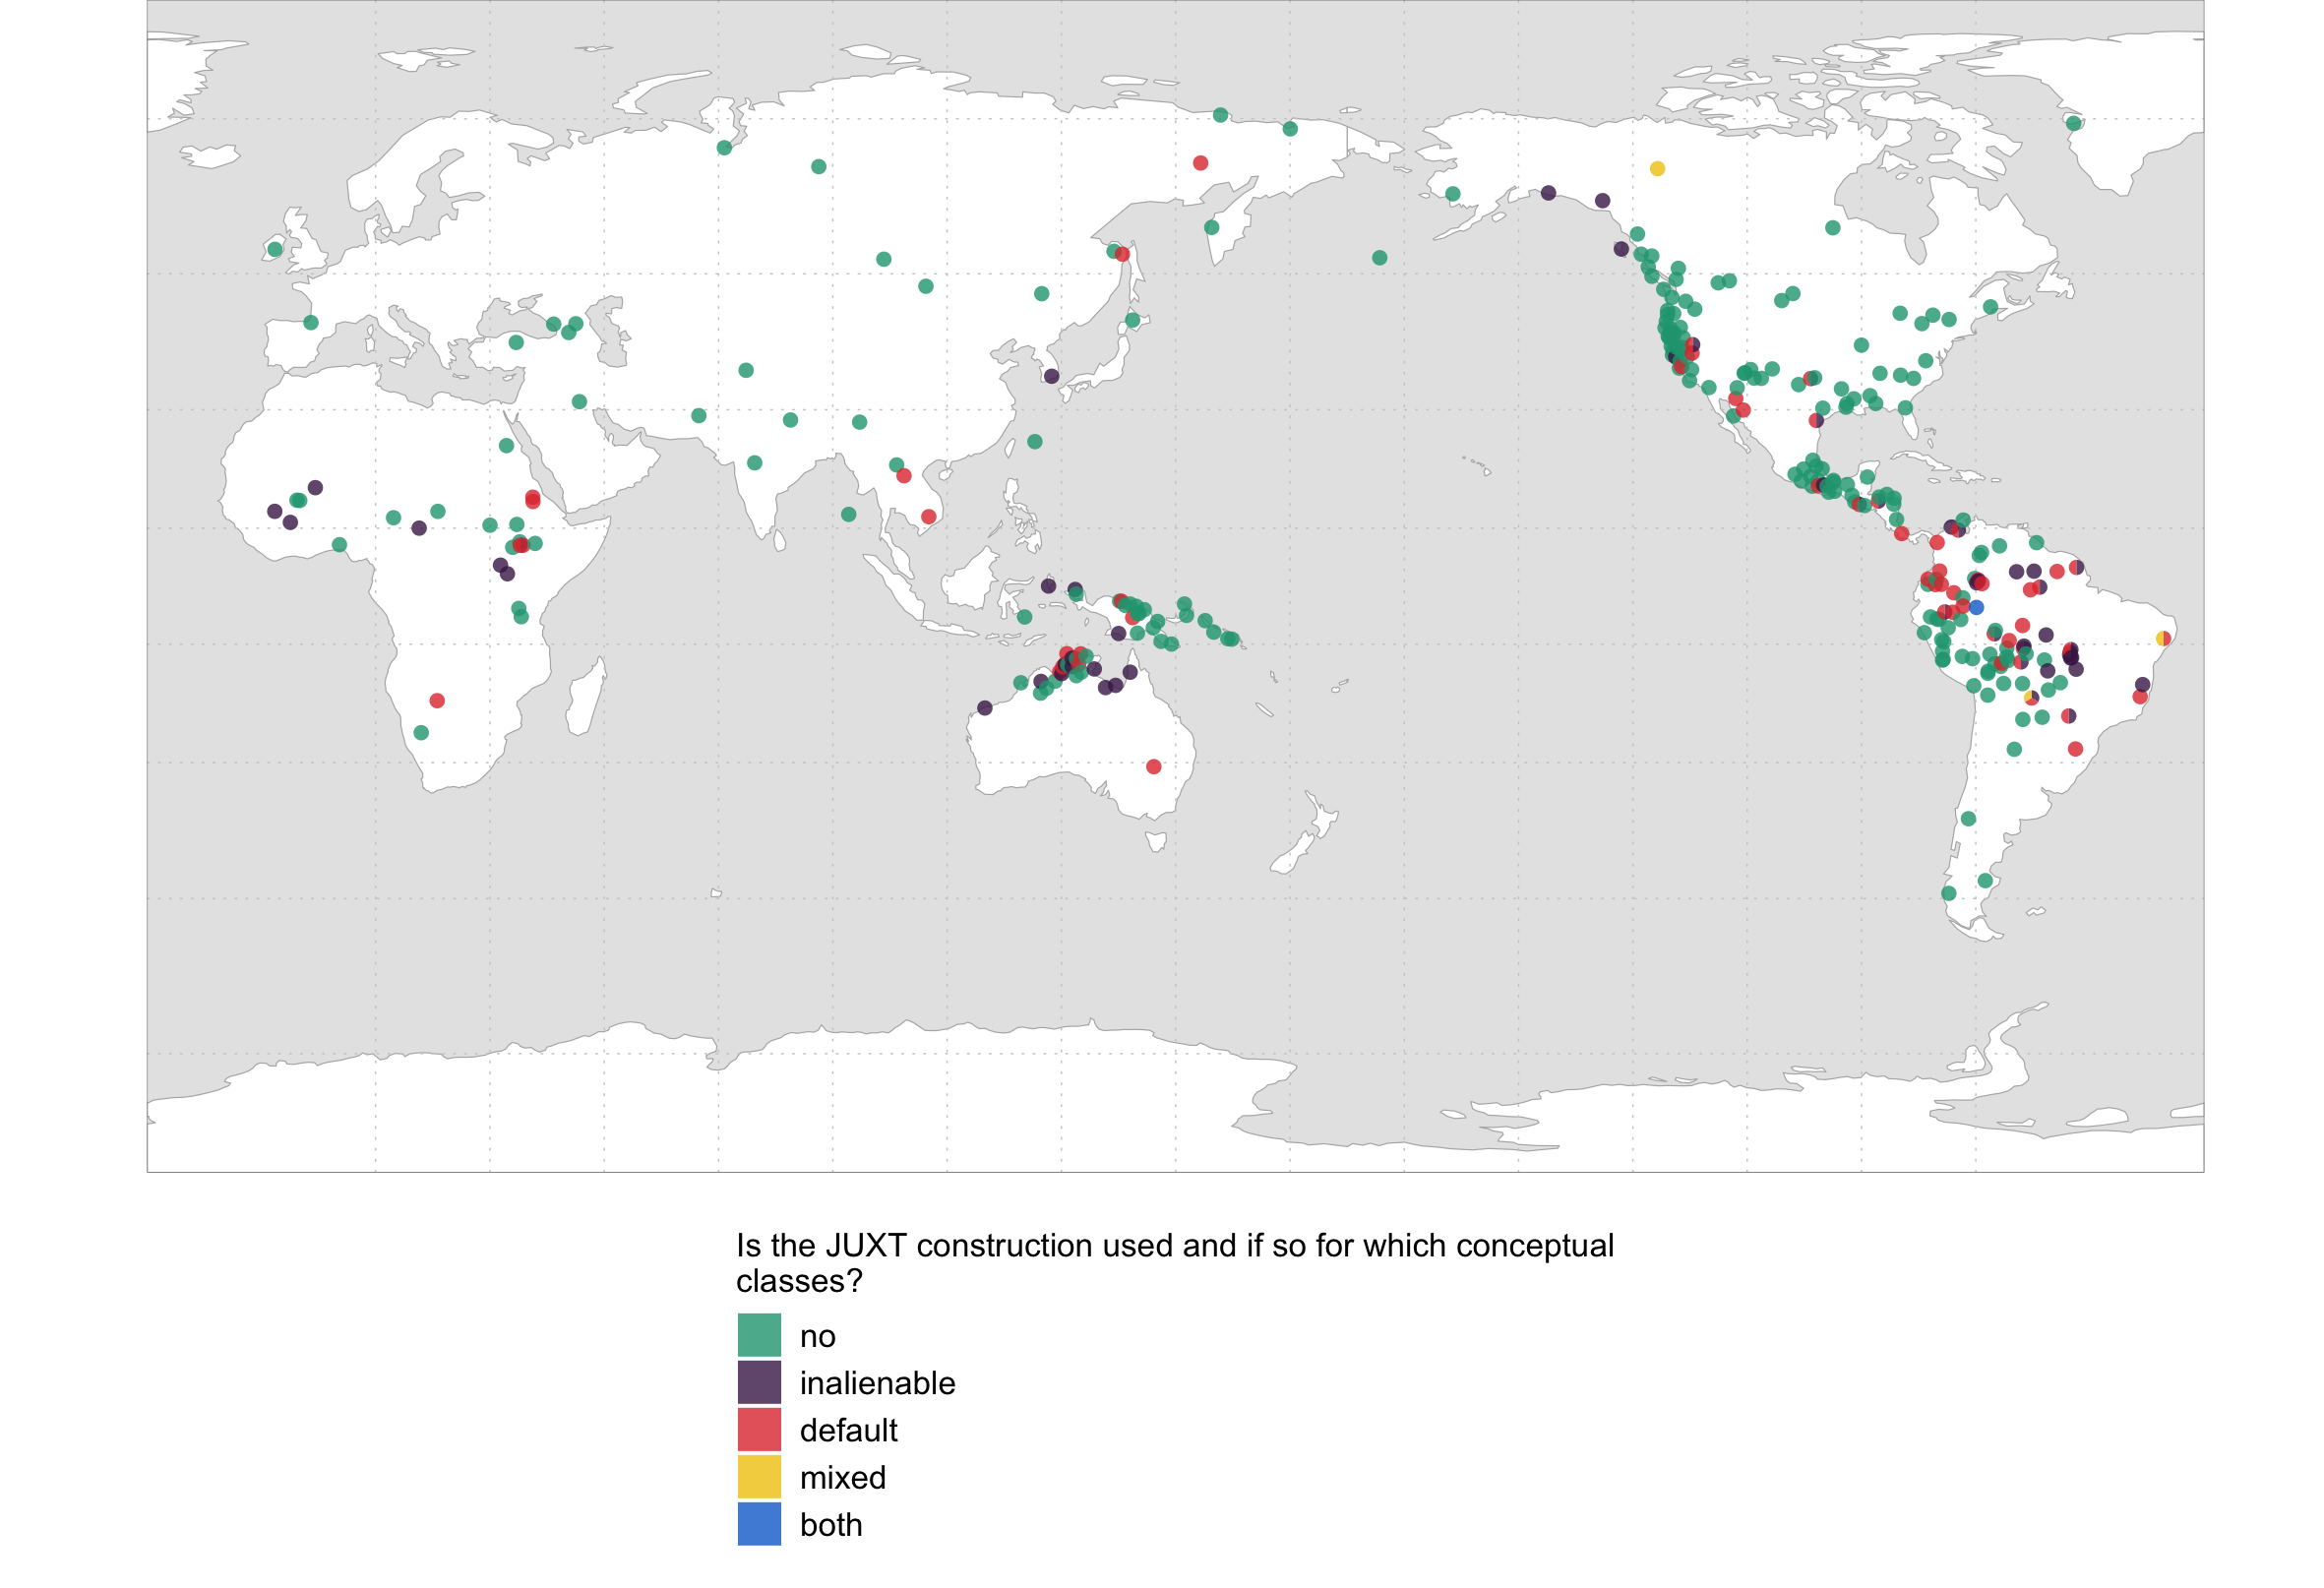 Is the JUXT construction used and if so for which conceptual
classes?
no
inalienable
default
mixed
both